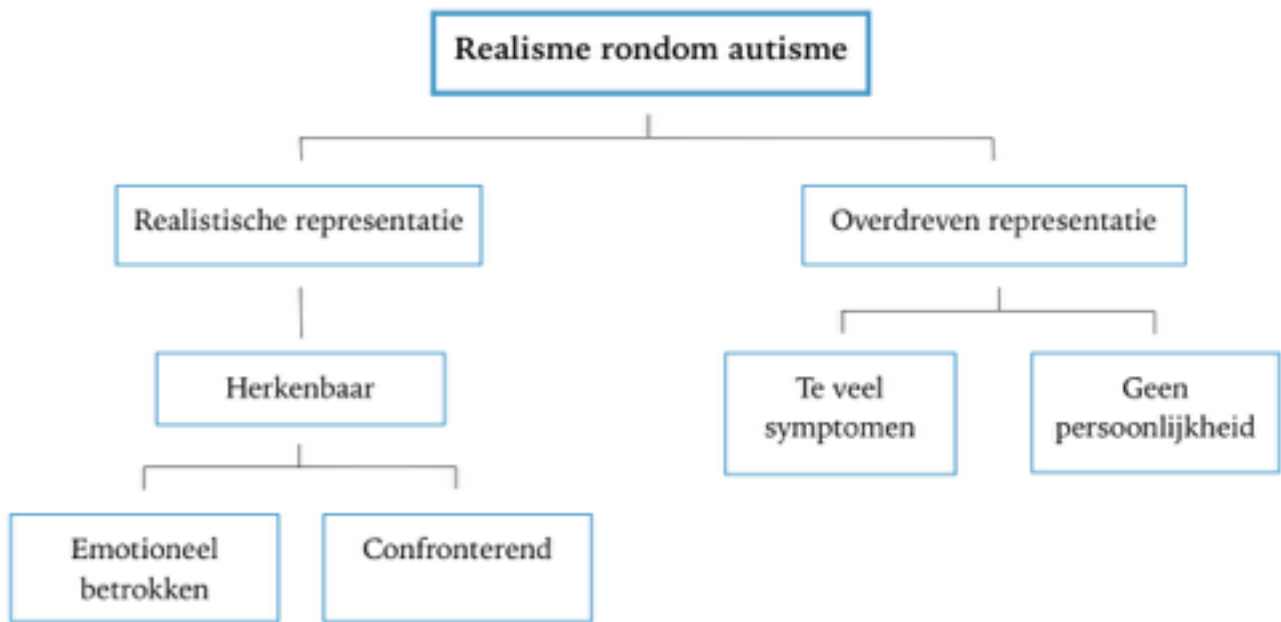 Realisme rondom autisme
Realistische representatie
Overdreven representatie
Herkenbaar
Te veel
symptomen
Geen
persoonlijkheid
Emotioneel
betrokken
Confronterend